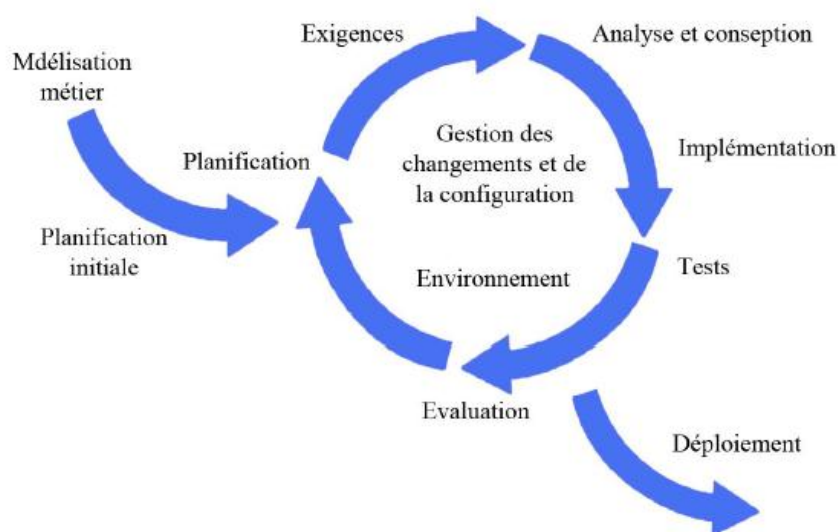 Exigences
Analyse et conseption
Mdélisation
métier
Gestion des
changements et de
la configuration
Planification
Implémentation
Planification
initiale
Environnement
Tests
Evaluation
Déploiement